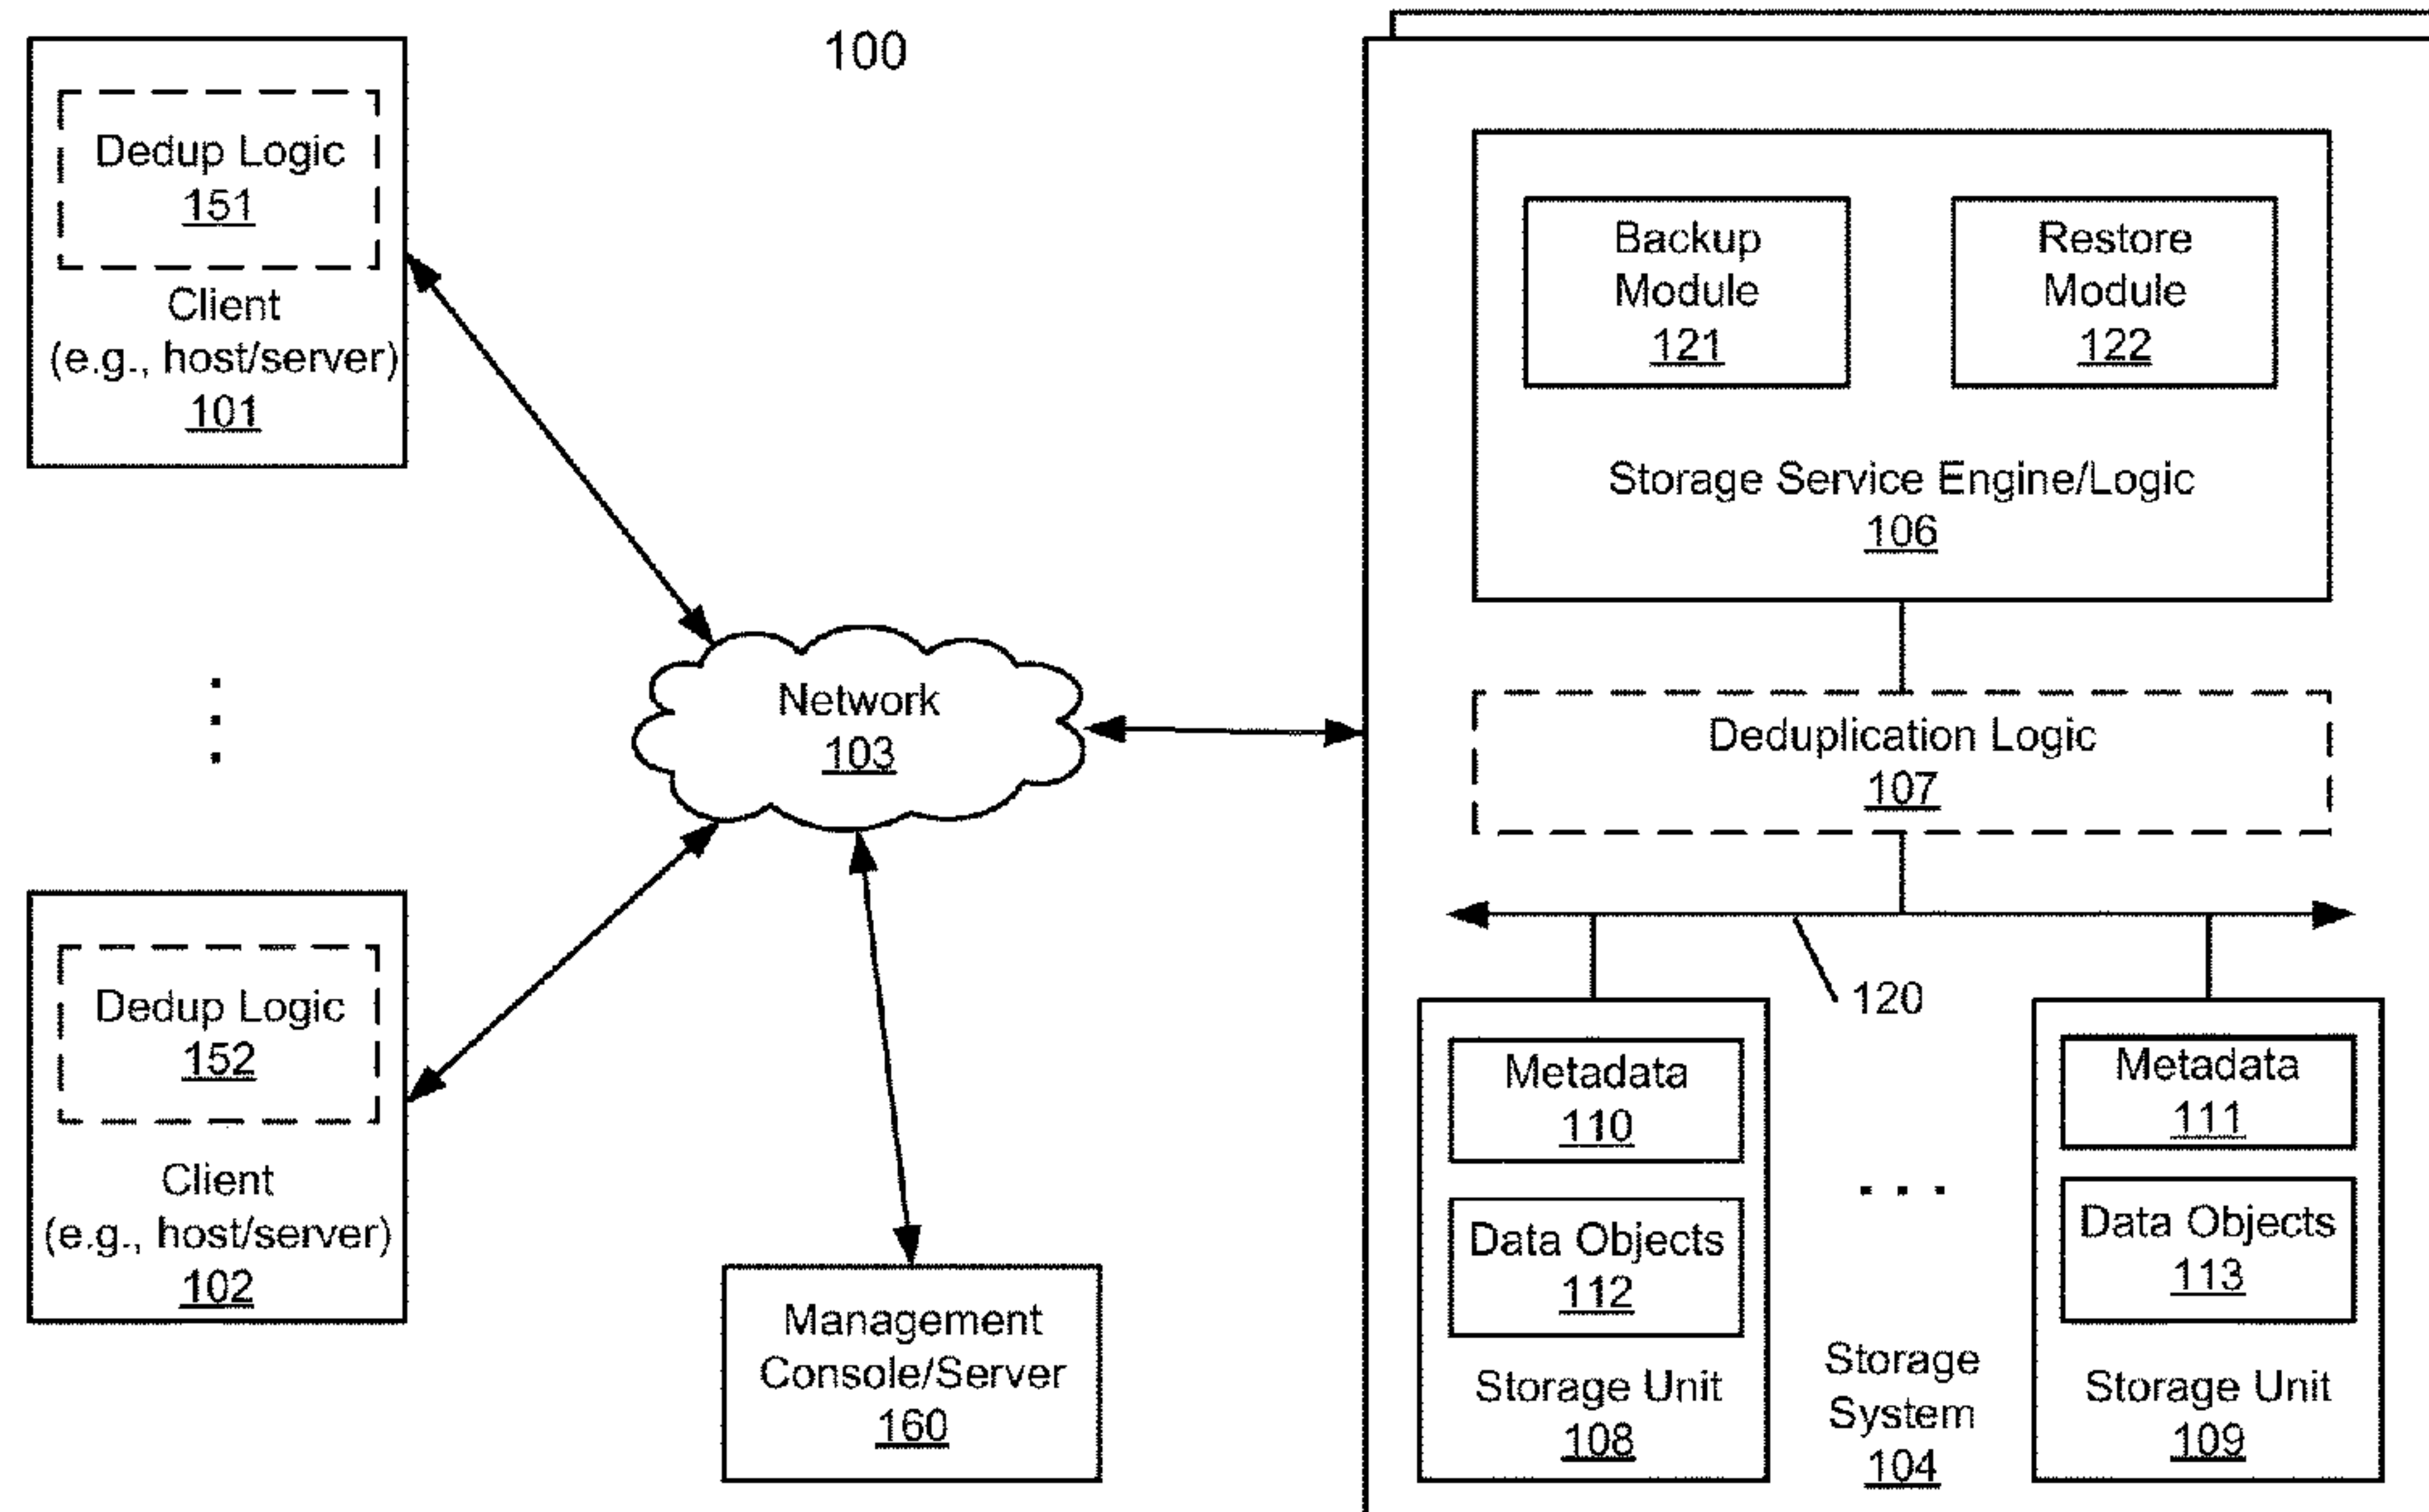 100
Dedup Logic
151
Client
(e.g., host/server)
101
Dedup Logic
152
Client
(e.g., host/server)
102
Network
103
Management
Console/Server
160
Backup
Module
121
Restore
Module
122
Storage Service Engine/Logic
106
Deduplication Logic
107
120
Metadata
110
Data Objects
112
Storage Unit
108
. . .
Storage
System
104
Metadata
111
Data Objects
113
Storage Unit
109